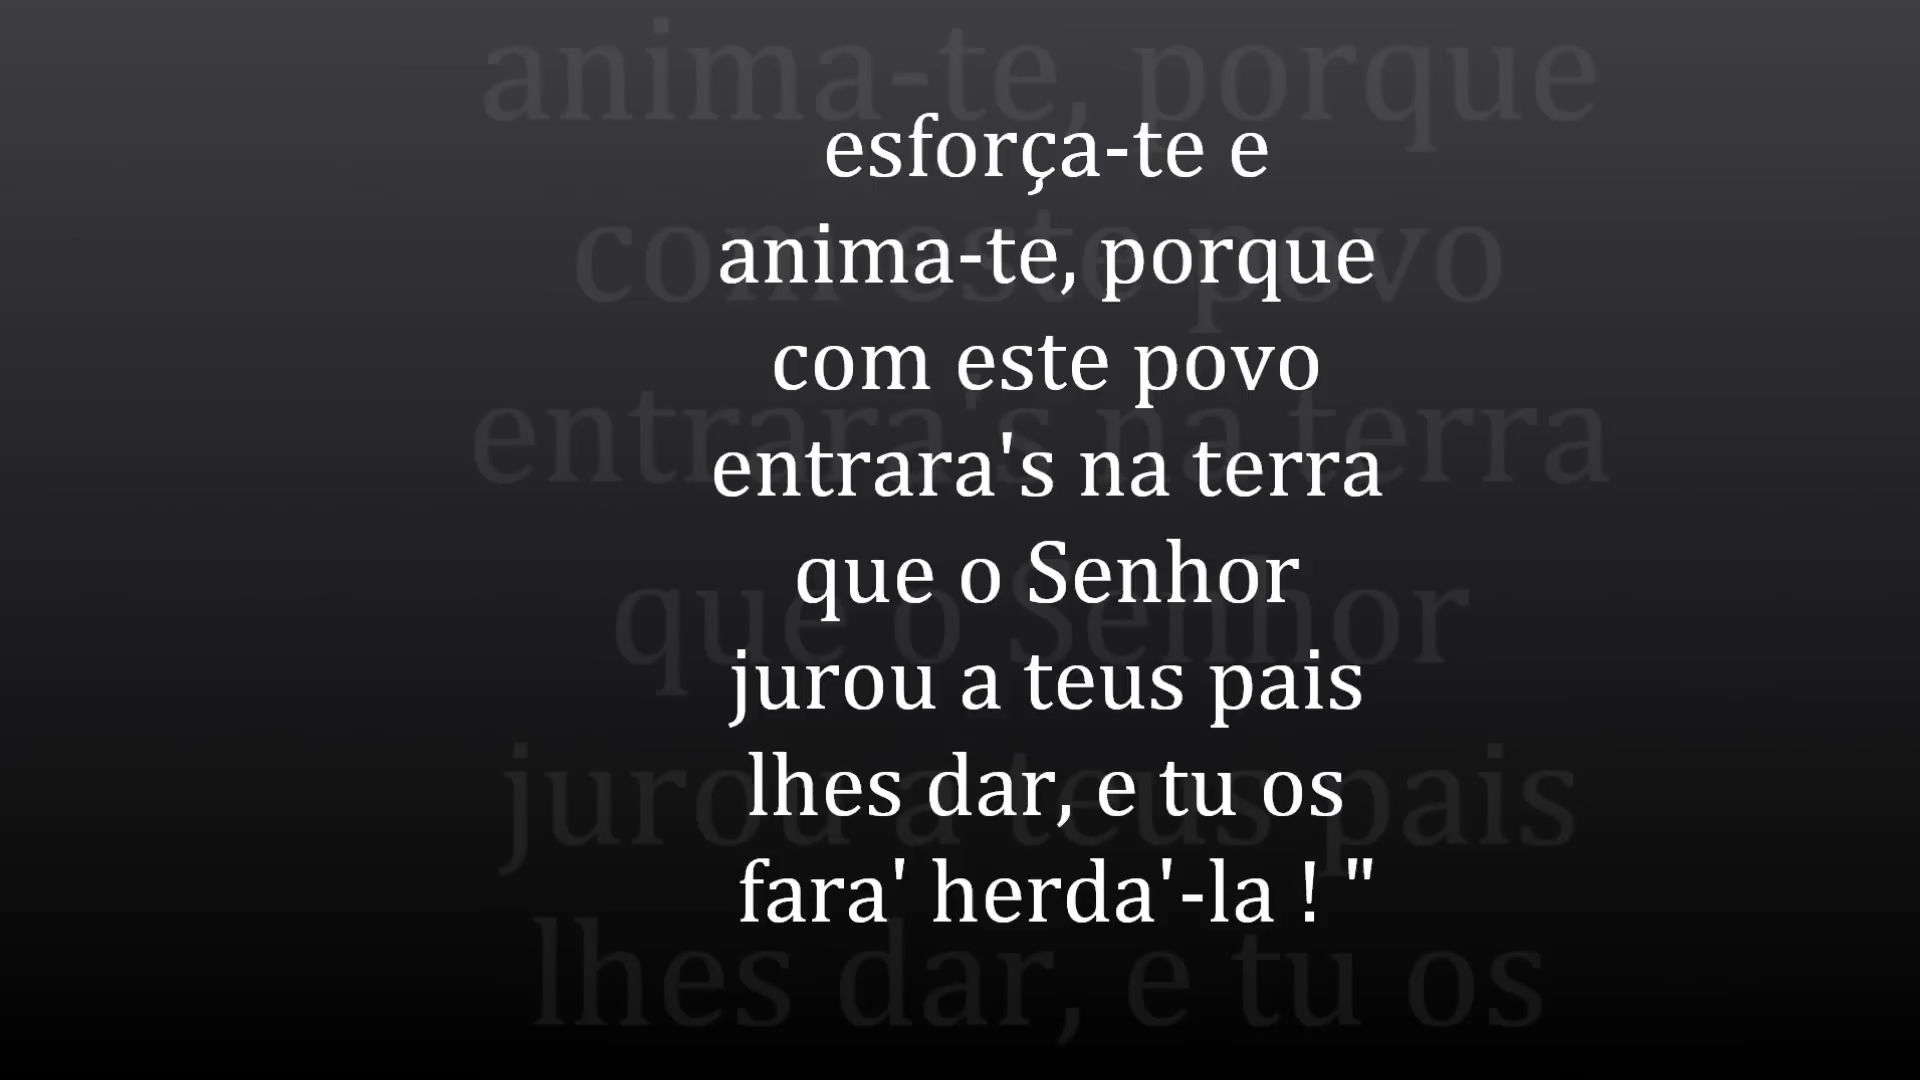 esforça-te e
anima-te, porque
com este povo
entrara's na terra
que o Senhor
jurou a teus pais
lhes dar, e tu os
fara' herda'-la ! "